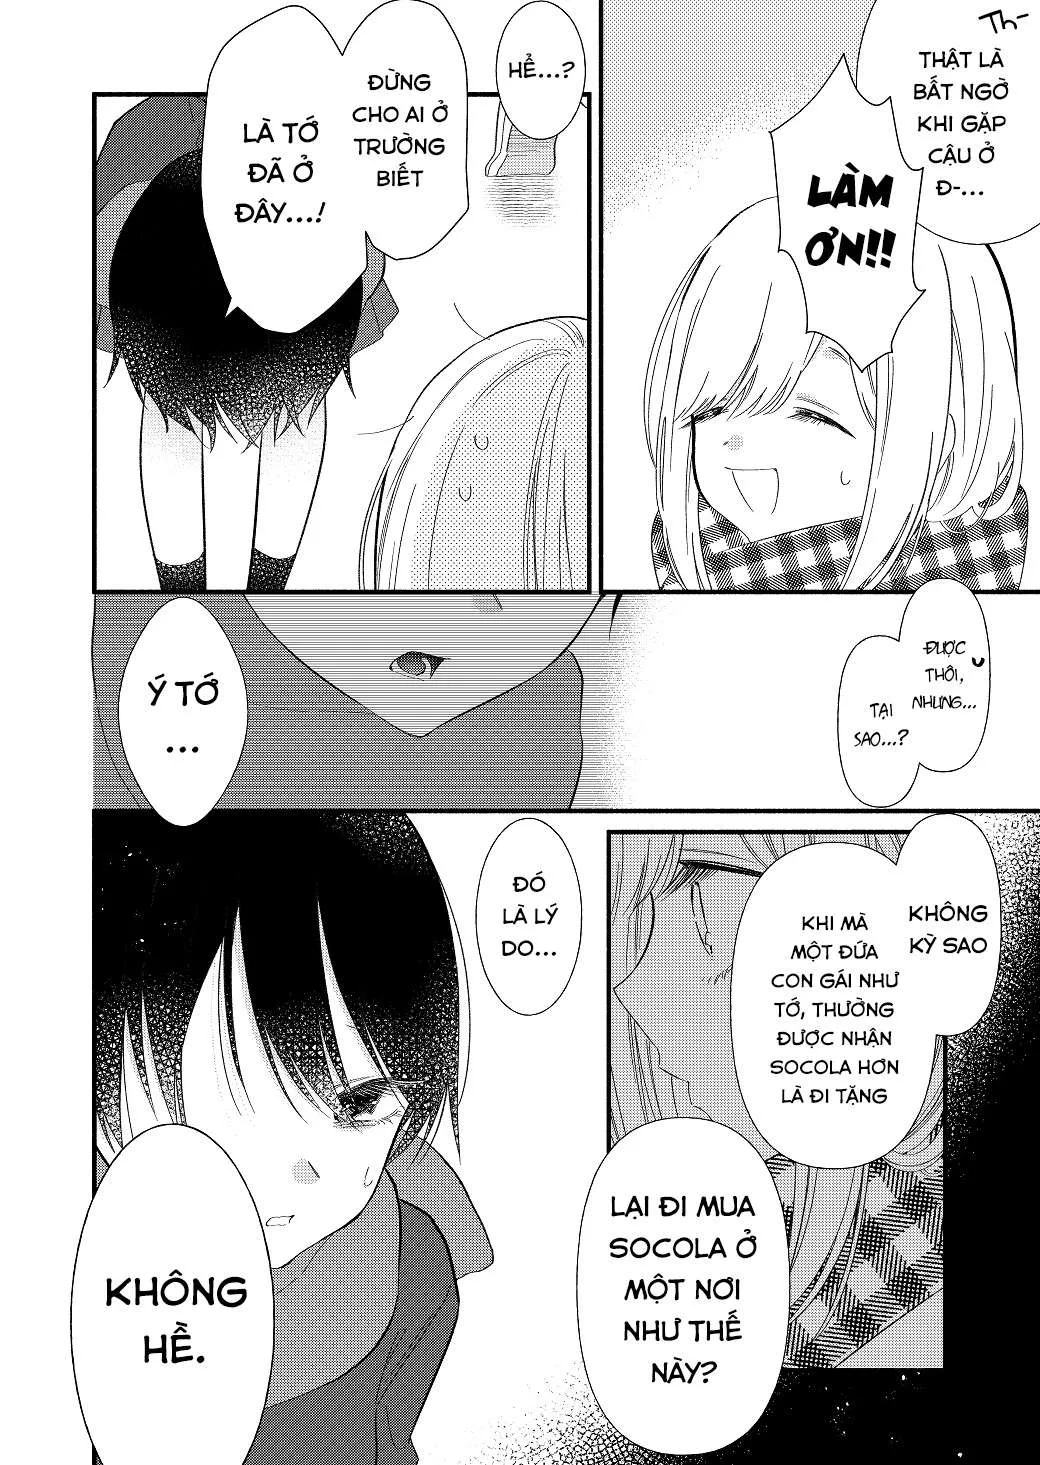 Th-
THẬT LÀ
BẤT NGỜ
KHI GẶP
CẬU Ở
Đ-...
LÀM
ƠN!!
HỂ...?
ĐỪNG
CHO AI Ở
TRƯỜNG
BIẾT
LÀ TỚ
ĐÃ Ở
ĐÂY...!
ĐƯỢC
THÔI,
NHƯNG...
TẠI
SAO...?
Ý TỚ
...
KHÔNG
KỲ SAO
KHI MÀ
MỘT ĐỨA
CON GÁI NHƯ
TỚ, THƯỜNG
ĐƯỢC NHẬN
SOCOLA HƠN
LÀ ĐI TẶNG
LẠI ĐI MUA
SOCOLA Ở
MỘT NƠI
NHƯ THẾ
NÀY?
ĐÓ
LÀ LÝ
DO...
KHÔNG
HỀ.